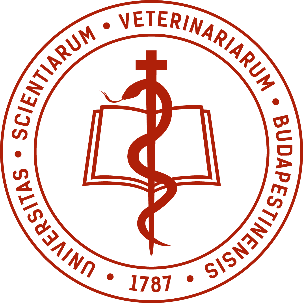 UNIVERSITAS • SCIENTIARUM • VETERINARIARUM • BUDAPESTINENSIS
• 1787 •